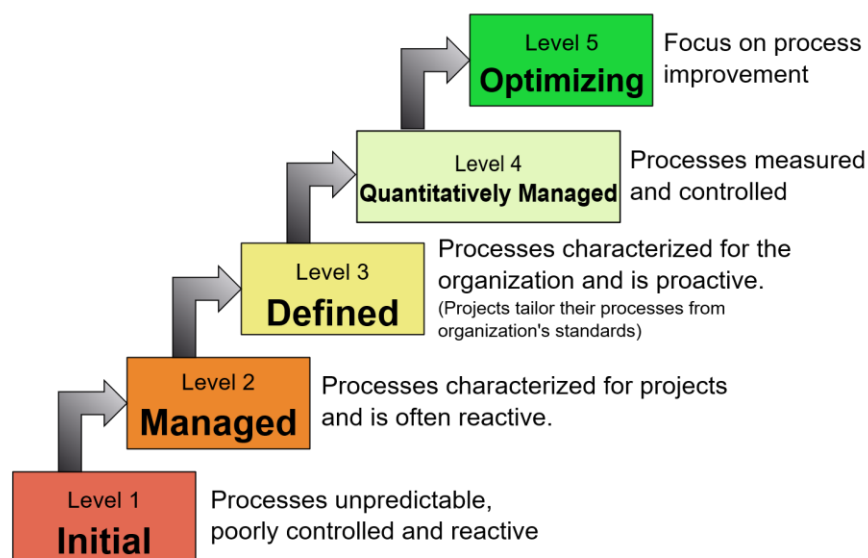 Level 5
Optimizing
Focus on process
improvement
Level 4
Quantitatively Managed
Processes measured
and controlled
Level 3
Defined
Processes characterized for the
organization and is proactive.
(Projects tailor their processes from
organization's standards)
Level 2
Managed
Processes characterized for projects
and is often reactive.
Level 1
Initial
Processes unpredictable,
poorly controlled and reactive